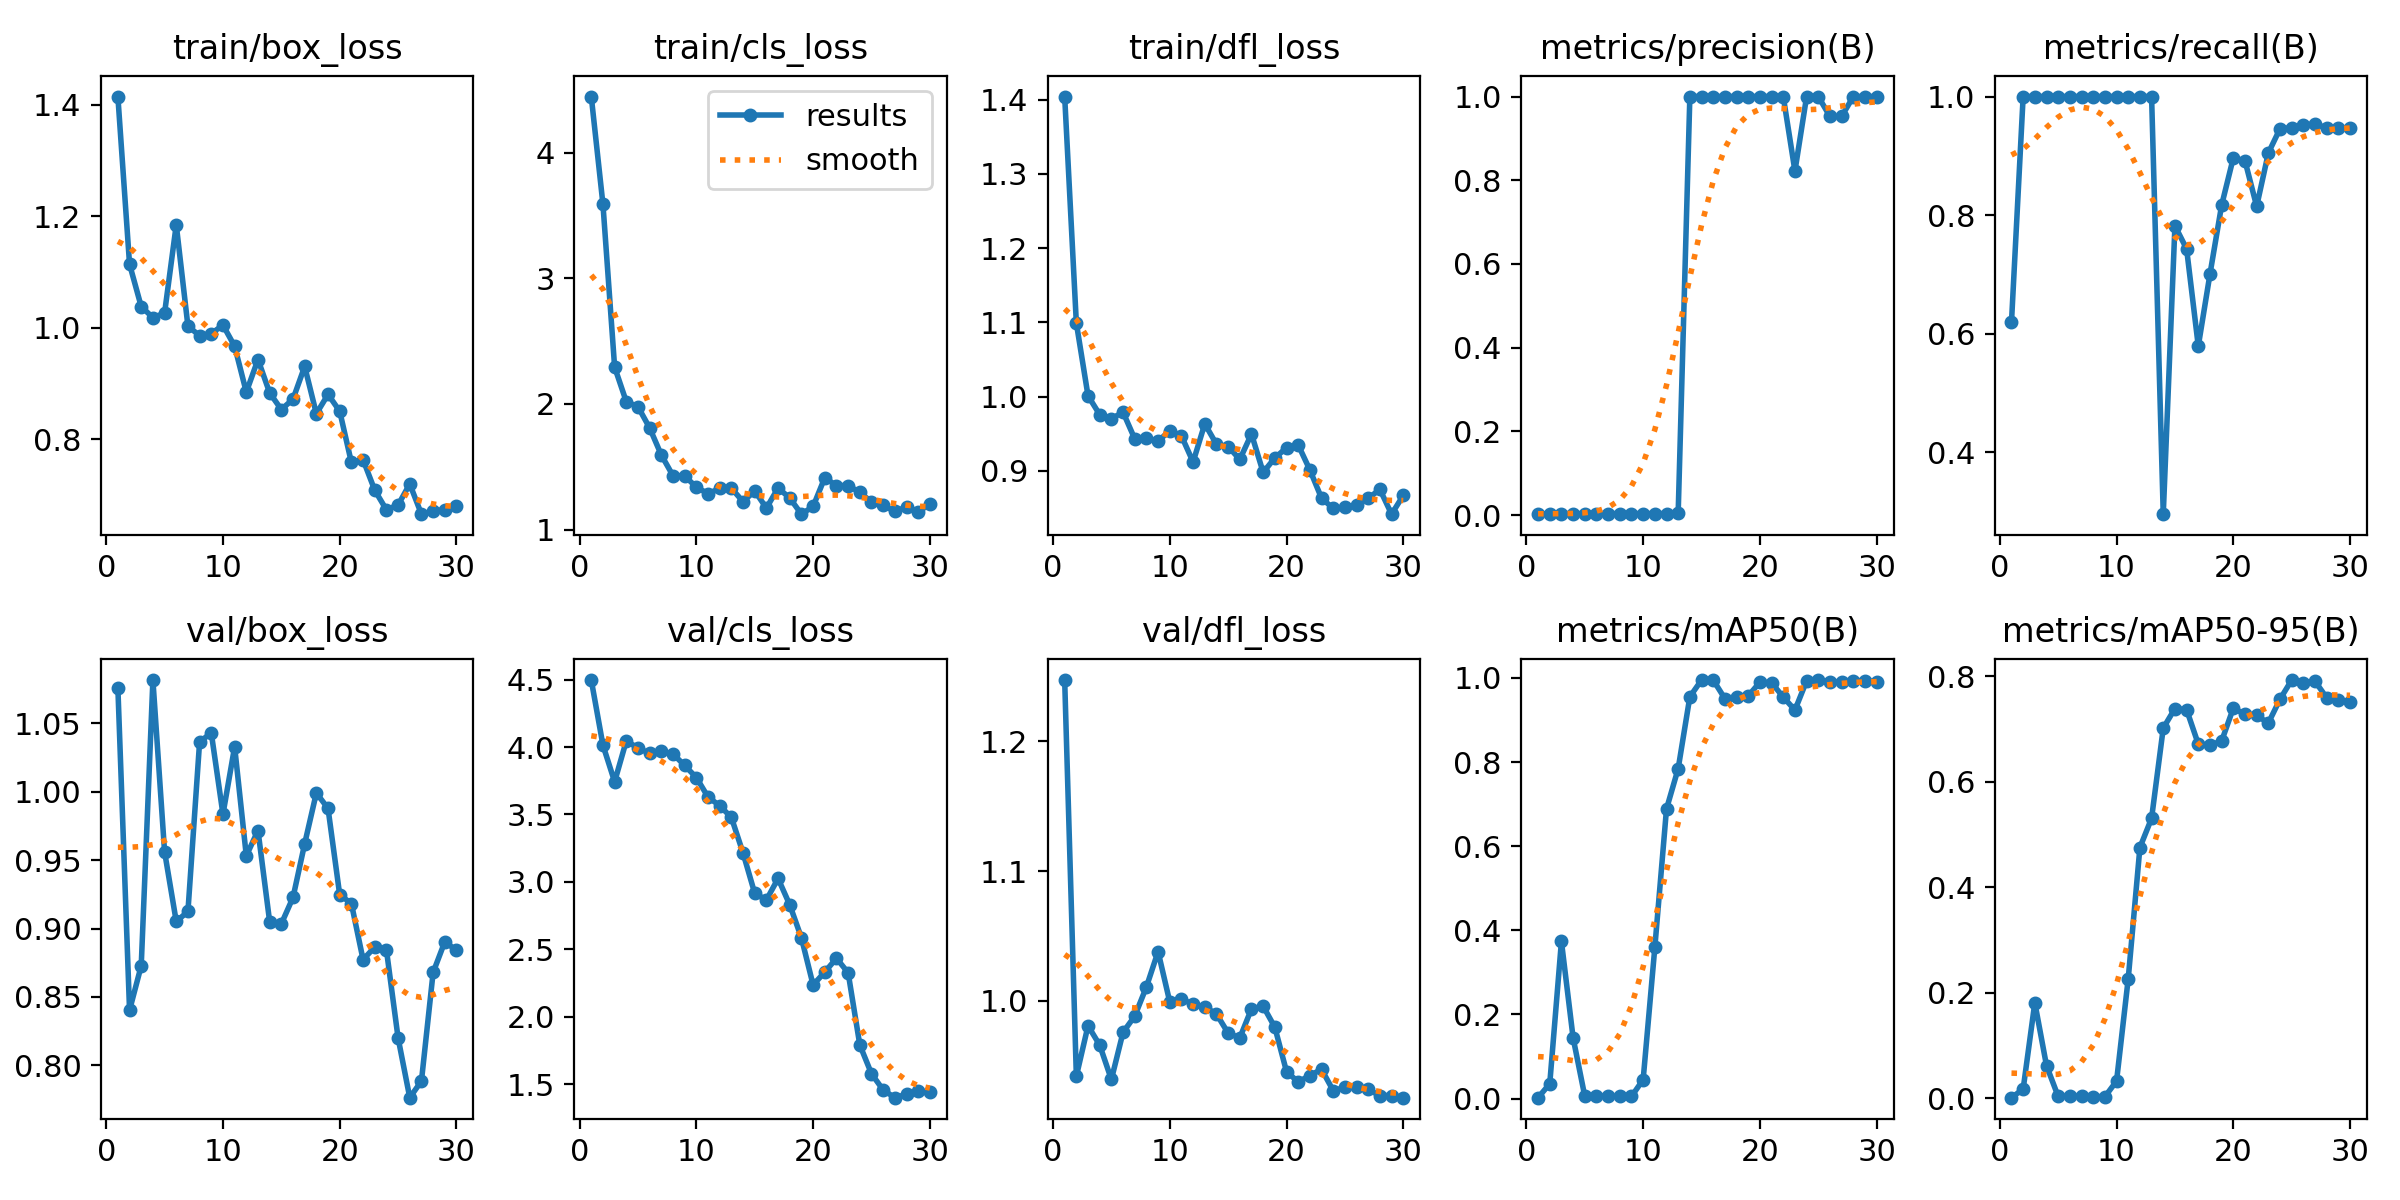 train/box_loss
train/cls_loss
train/dfl_loss
metrics/precision(B)
metrics/recall(B)
1.4
1.2
1.0
0.8
0 10 20 30
4
3
2
1
0 10 20 30
results
smooth
1.4
1.3
1.2
1.1
1.0
0.9
0 10 20 30
1.0
0.8
0.6
0.4
0.2
0.0
0 10 20 30
1.0
0.8
0.6
0.4
0 10 20 30
val/box_loss
val/cls_loss
val/dfl_loss
metrics/mAP50(B)
metrics/mAP50-95(B)
1.05
1.00
0.95
0.90
0.85
0.80
0 10 20 30
4.5
4.0
3.5
3.0
2.5
2.0
1.5
0 10 20 30
1.2
1.1
1.0
0 10 20 30
1.0
0.8
0.6
0.4
0.2
0.0
0 10 20 30
0.8
0.6
0.4
0.2
0.0
0 10 20 30